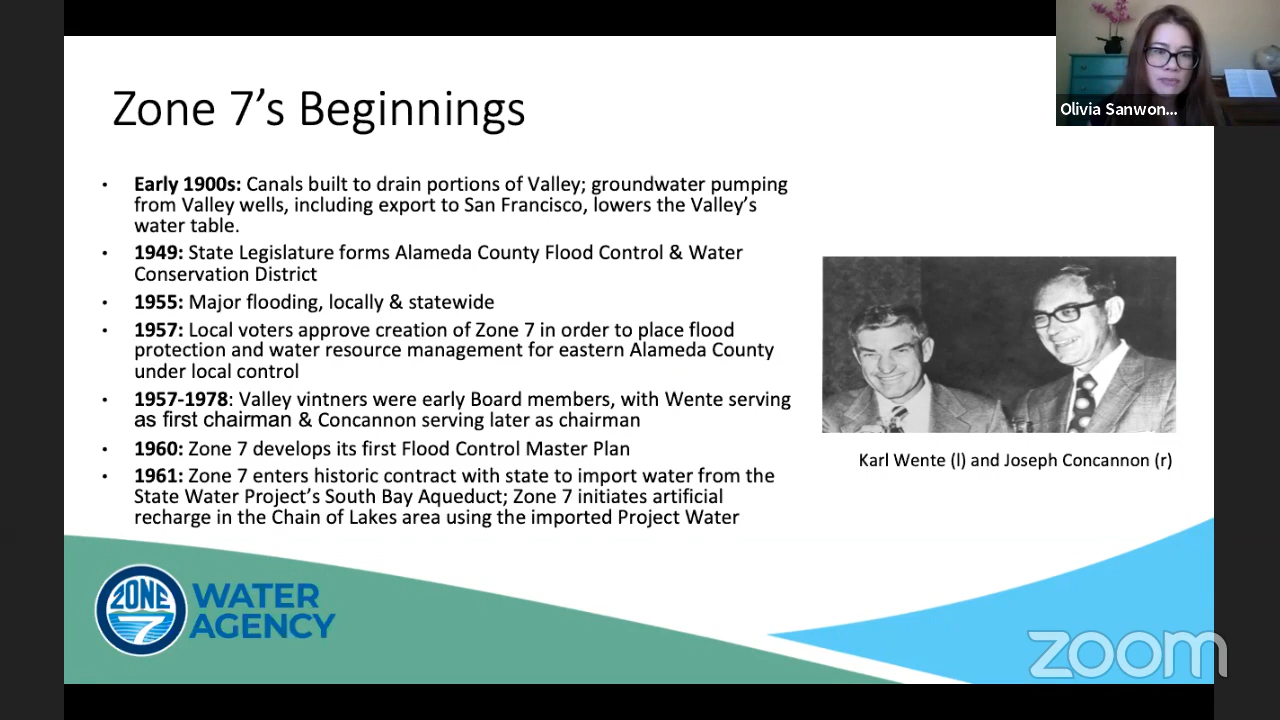 Olivia Sanwon...
Zone 7's Beginnings
• Early 1900s: Canals built to drain portions of Valley; groundwater pumping
from Valley wells, including export to San Francisco, lowers the Valley's
water table.
• 1949: State Legislature forms Alameda County Flood Control & Water
Conservation District
• 1955: Major flooding, locally & statewide
• 1957: Local voters approve creation of Zone 7 in order to place flood
protection and water resource management for eastern Alameda County
under local control
• 1957-1978: Valley vintners were early Board members, with Wente serving
as first chairman & Concannon serving later as chairman
• 1960: Zone 7 develops its first Flood Control Master Plan
• 1961: Zone 7 enters historic contract with state to import water from the
State Water Project's South Bay Aqueduct; Zone 7 initiates artificial
recharge in the Chain of Lakes area using the imported Project Water
Karl Wente (l) and Joseph Concannon (r)
ZONE
7
WATER
AGENCY
zoom